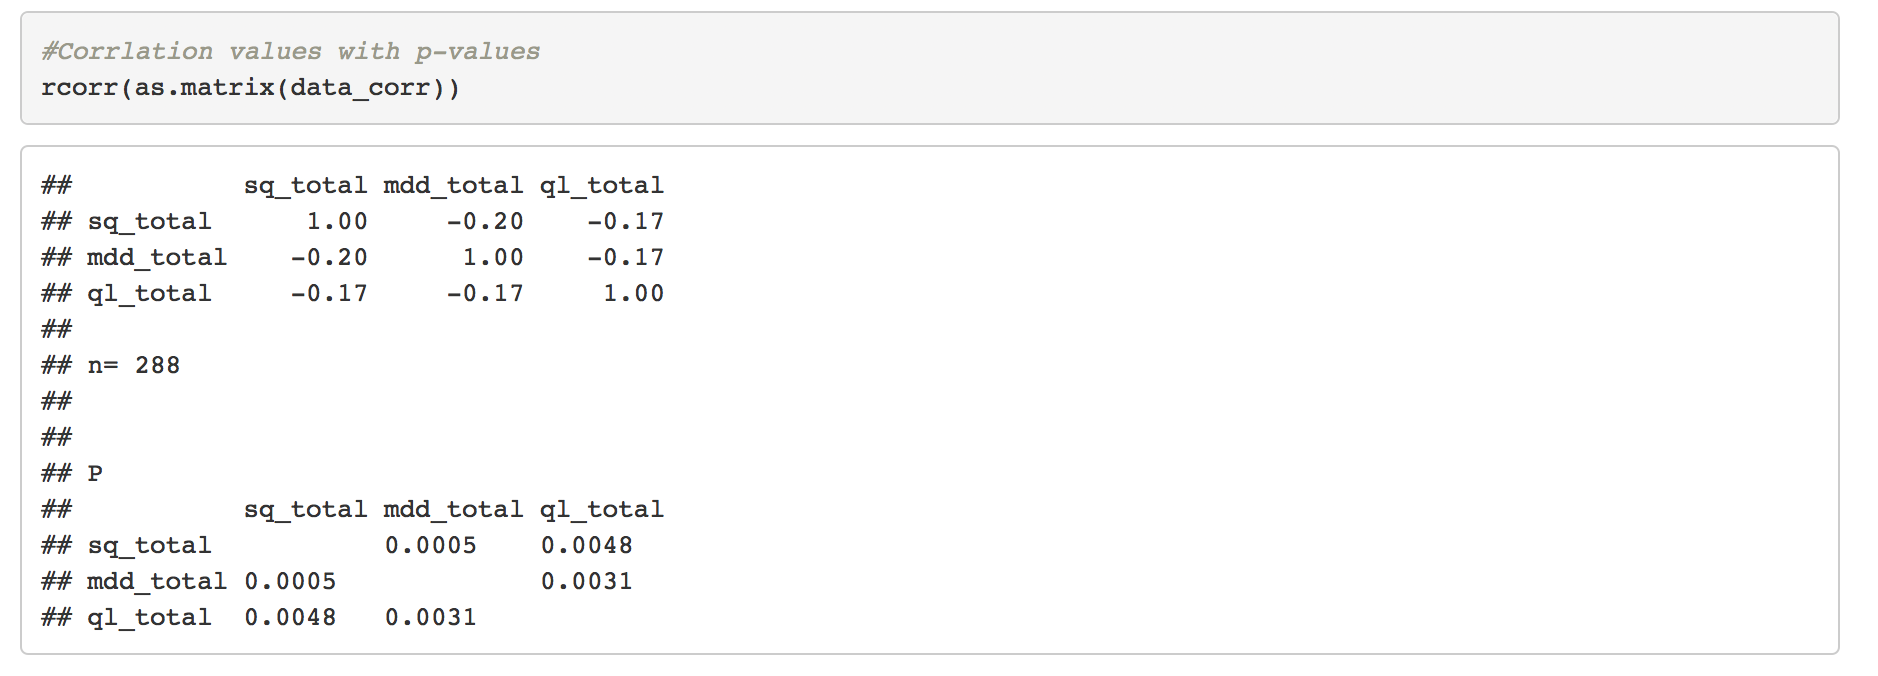 #Corrlation values with p-values
rcorr(as.matrix(data_corr))
##           sq_total mdd_total ql_total
## sq_total      1.00     -0.20    -0.17
## mdd_total    -0.20      1.00    -0.17
## ql_total     -0.17     -0.17     1.00
##
## n= 288
##
##
## P
##           sq_total mdd_total ql_total
## sq_total           0.0005    0.0048
## mdd_total 0.0005             0.0031
## ql_total  0.0048   0.0031